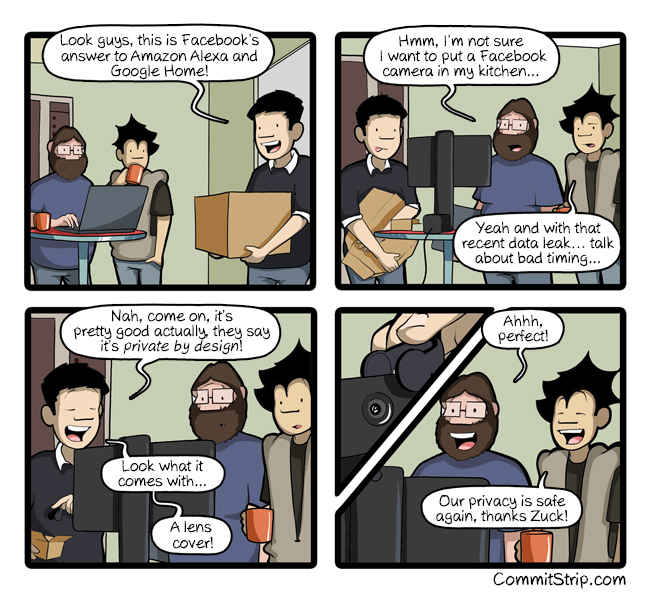 Look guys, this is Facebook's
answer to Amazon Alexa and
Google Home!
Hmm, I'm not sure
I want to put a Facebook
camera in my kitchen...
Yeah and with that
recent data leak... talk
about bad timing...
Nah, come on, it's
pretty good actually, they say
it's private by design!
Look what it
comes with...
A lens
cover!
Ahhh,
perfect!
Our privacy is safe
again, thanks Zuck!
CommitStrip.com